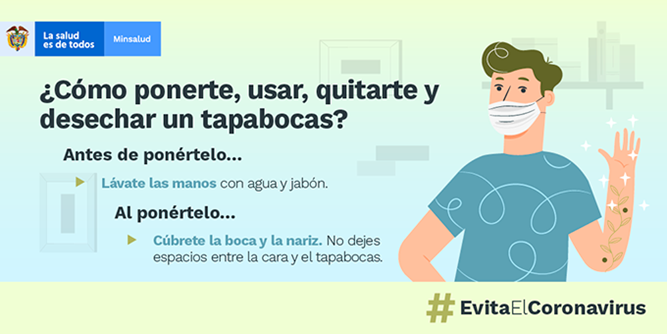 La salud
es de todos
Minsalud
¿Cómo ponerte, usar, quitarte y
desechar un tapabocas?
Antes de ponértelo...
Lávate las manos con agua y jabón.
Al ponértelo...
Cúbrete la boca y la nariz. No dejes
espacios entre la cara y el tapabocas.
#EvitaElCoronavirus